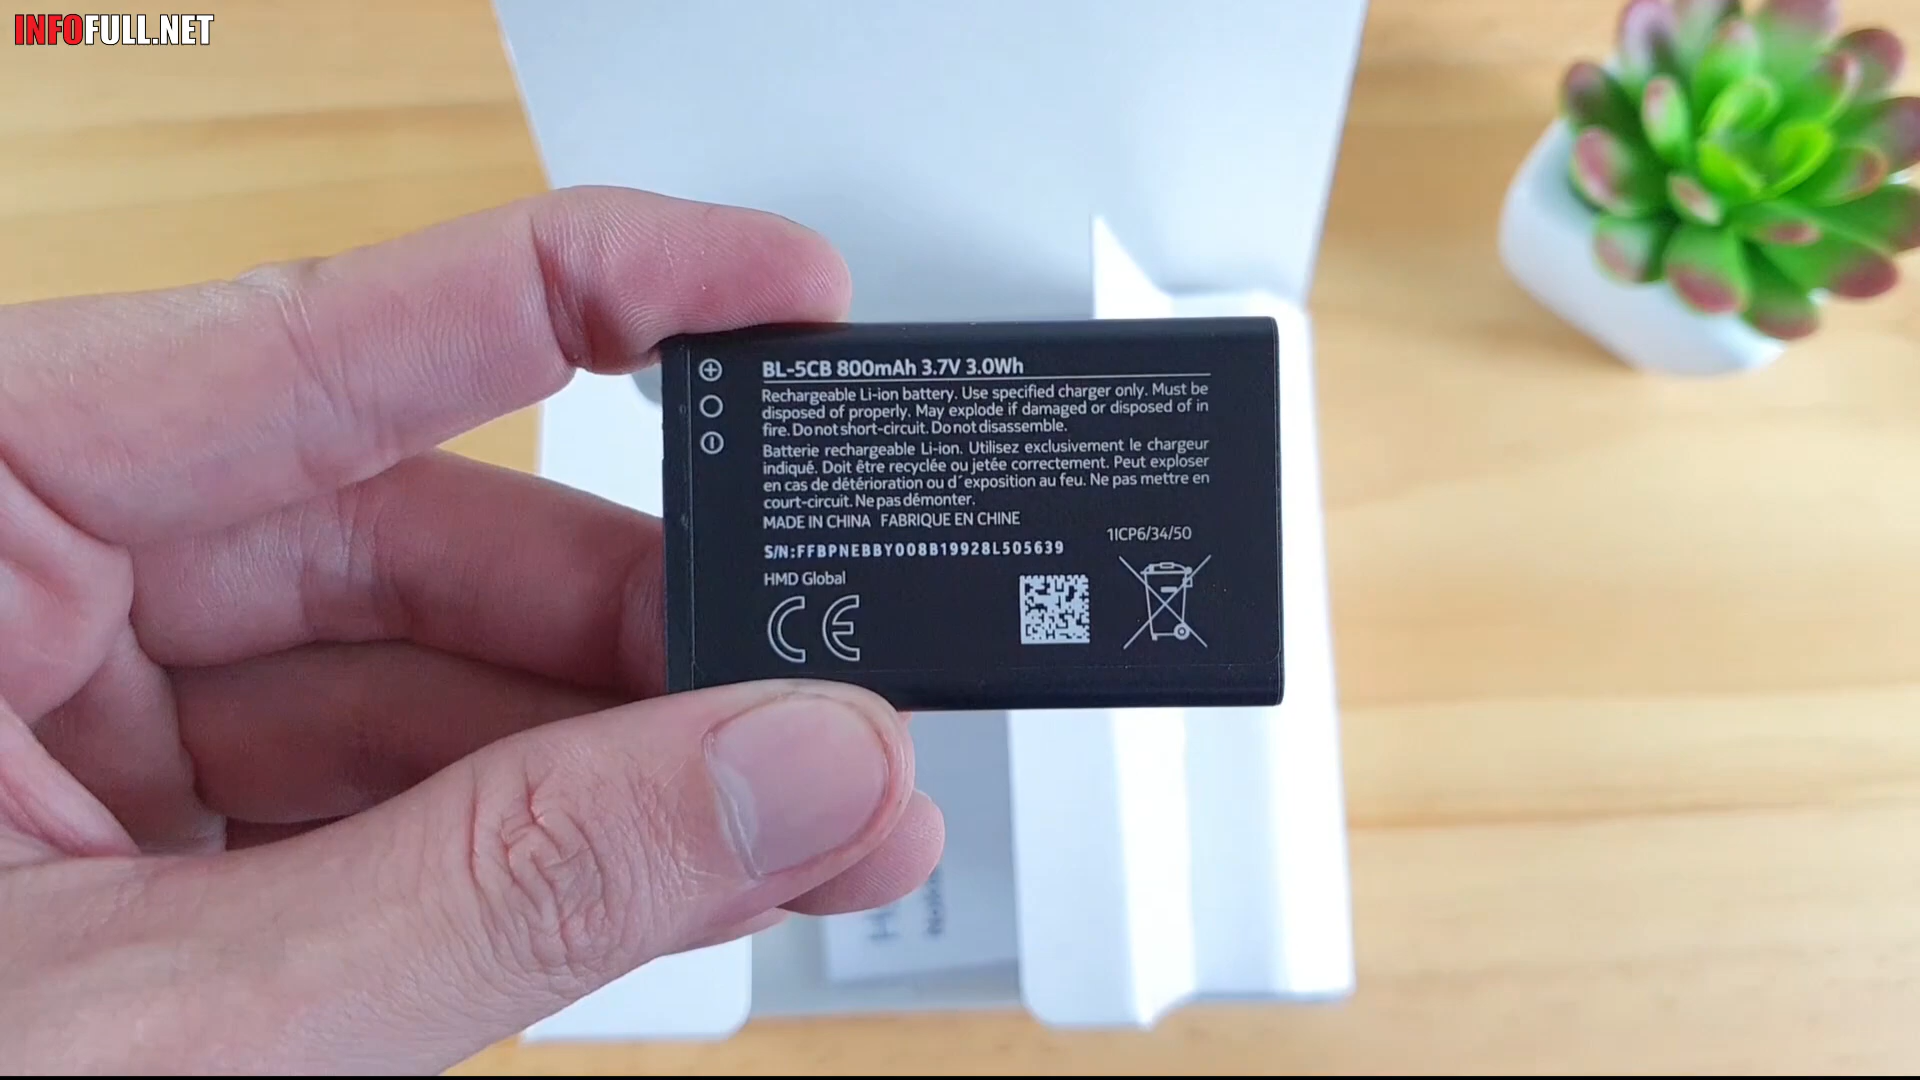 INFOFULL.NET
BL-5CB 800mAh 3.7V 3.0Wh
Rechargeable Li-ion battery. Use specified charger only. Must be
disposed of properly. May explode if damaged or disposed of in
fire. Do not short-circuit. Do not disassemble.
Batterie rechargeable Li-ion. Utilisez exclusivement le chargeur
indiqué. Doit être recyclée ou jetée correctement. Peut exploser
en cas de détérioration ou d´exposition au feu. Ne pas mettre en
court-circuit. Ne pas démonter.
MADE IN CHINA FABRIQUE EN CHINE
1ICP6/34/50
S/N:FFBPNEBBY008B19928L505639
HMD Global
CE